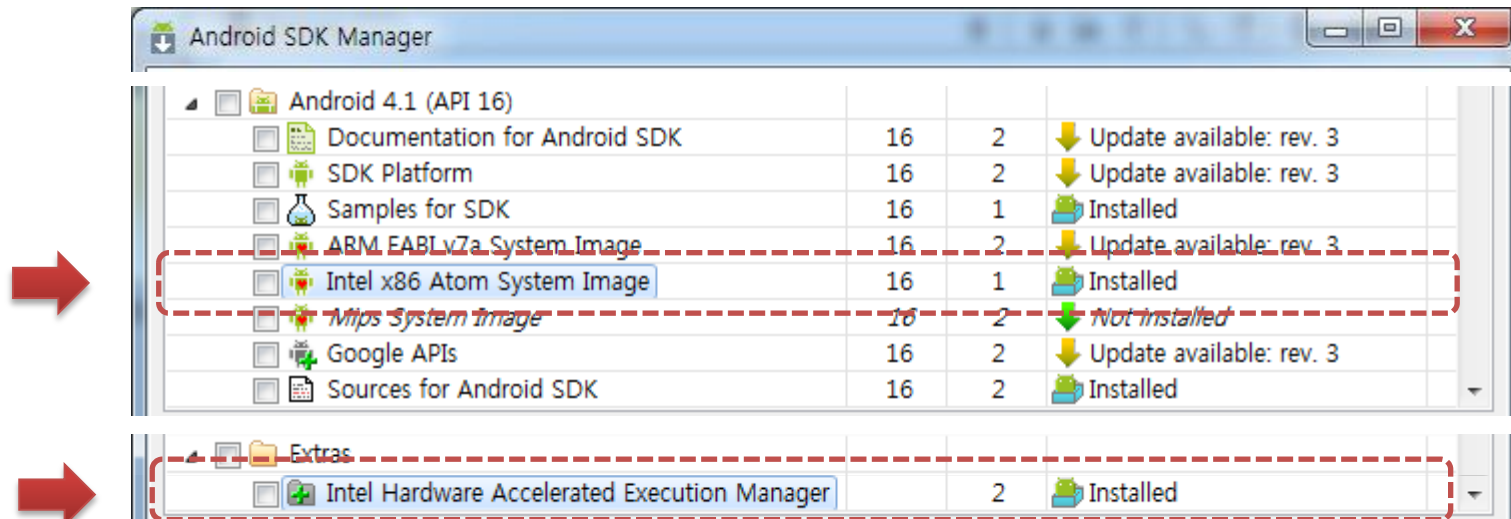 Android SDK Manager
Android 4.1 (API 16)
Documentation for Android SDK 16 2 Update available: rev. 3
SDK Platform 16 2 Update available: rev. 3
Samples for SDK 16 1 Installed
ARM EABI v7a System Image 16 2 Update available: rev. 3
Intel x86 Atom System Image 16 1 Installed
Mips System Image 16 2 Not installed
Google APIs 16 2 Update available: rev. 3
Sources for Android SDK 16 2 Installed
Extras
Intel Hardware Accelerated Execution Manager 2 Installed